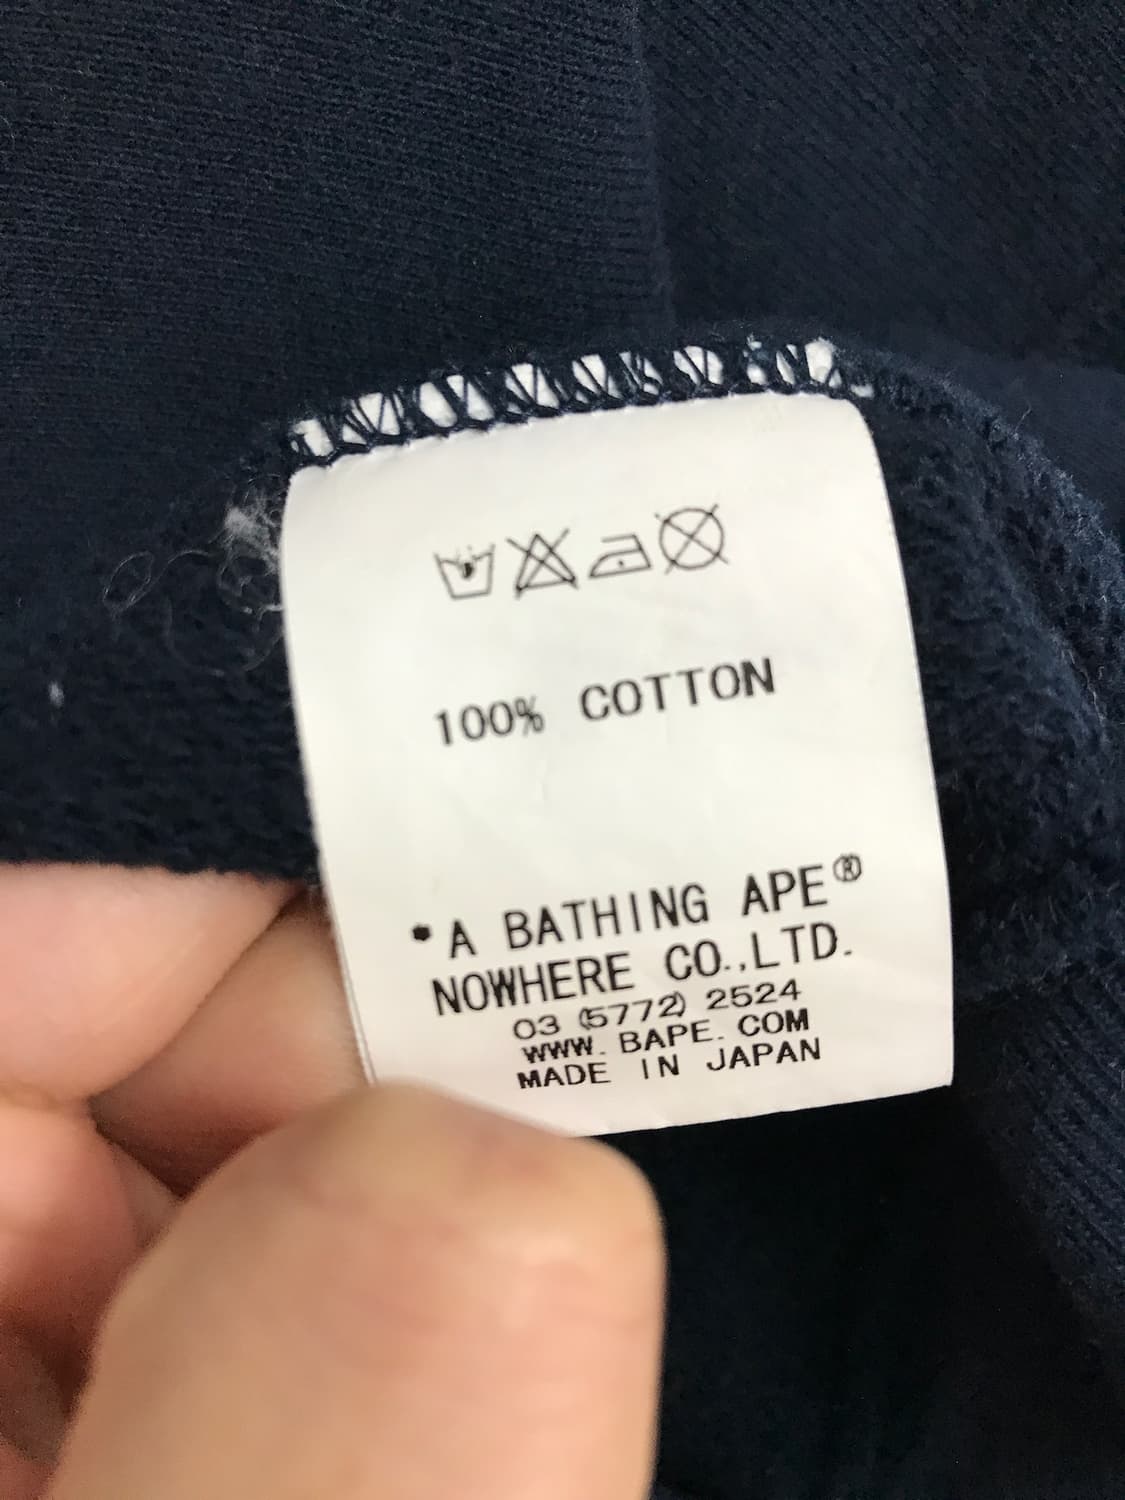 100% COTTON
*A BATHING APE®
NOWHERE CO.,LTD.
03 (5772) 2524
WWW. BAPE. COM
MADE IN JAPAN